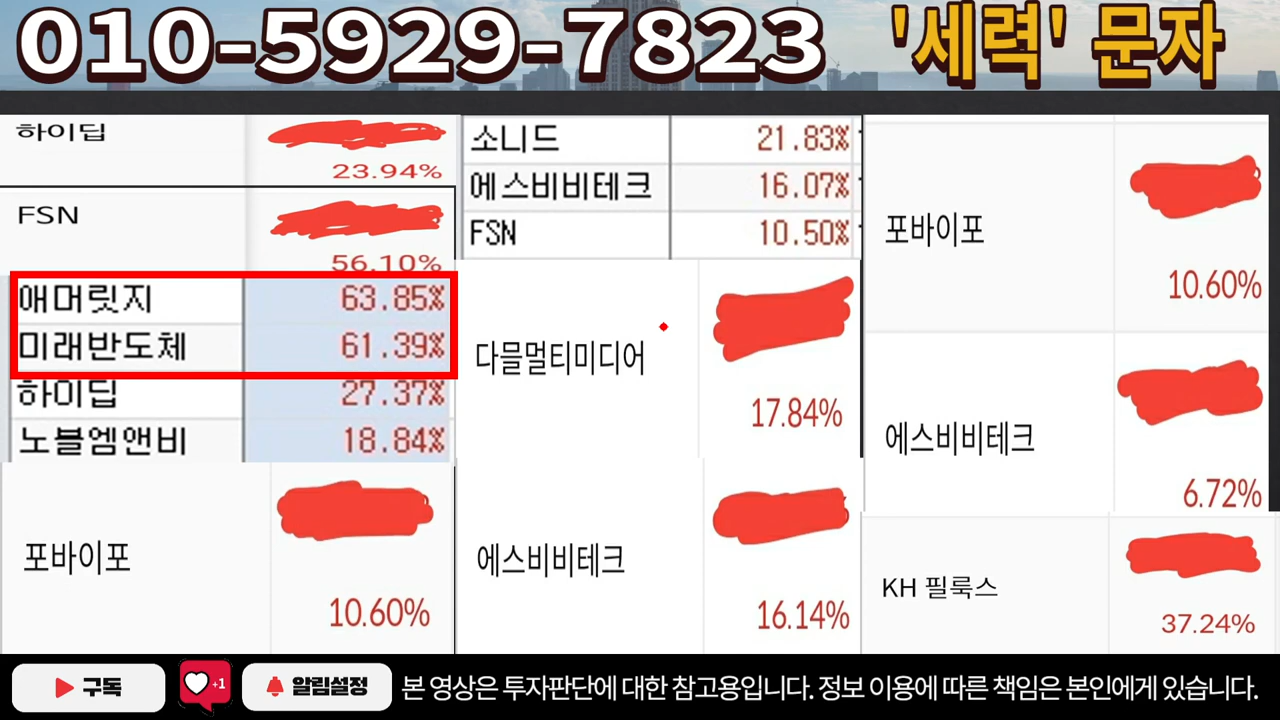 010-5929-7823 '세력' 문자
하이딥
23.94%
FSN
56.10%
애머릿지 63.85%
미래반도체 61.39%
하이딥 27.37%
노블엠앤비 18.84%
포바이포
10.60%
소니드 21.83%
에스비비테크 16.07%
FSN 10.50%
다믈멀티미디어
17.84%
에스비비테크
16.14%
포바이포
10.60%
에스비비테크
6.72%
KH 필룩스
37.24%
구독 +1 알림설정 본 영상은 투자판단에 대한 참고용입니다. 정보 이용에 따른 책임은 본인에게 있습니다.